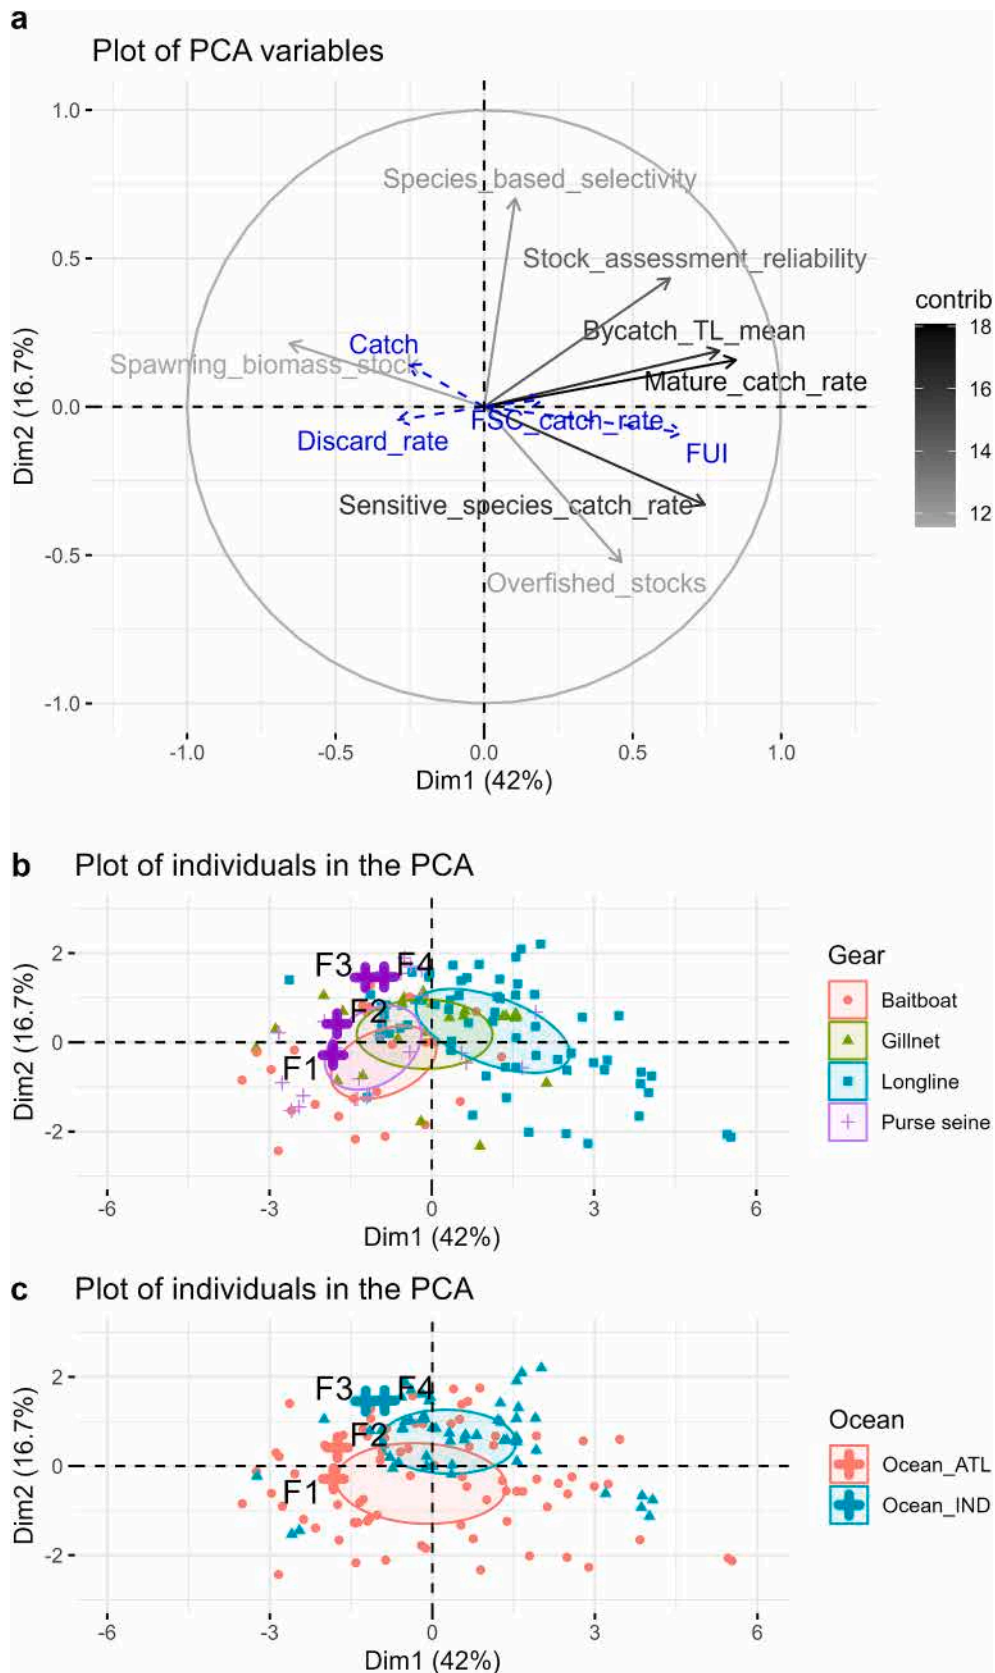 a
Plot of PCA variables
1.0
0.5
0.0
-0.5
-1.0
Dim2 (16.7%)
Species_based_selectivity
Stock_assessment_reliability
Bycatch_TL_mean
Catch
Spawning_biomass_stock
Mature_catch_rate
FSC_catch_rate
Discard_rate
FUI
Sensitive_species_catch_rate
Overfished_stocks
-1.0 -0.5 0.0 0.5 1.0
Dim1 (42%)
contrib
18
16
14
12
b Plot of individuals in the PCA
2
0
-2
Dim2 (16.7%)
F3 F4
F2
F1
-6 -3 0 3 6
Dim1 (42%)
Gear
Baitboat
Gillnet
Longline
Purse seine
c Plot of individuals in the PCA
2
0
-2
Dim2 (16.7%)
F3 F4
F2
F1
-6 -3 0 3 6
Dim1 (42%)
Ocean
Ocean_ATL
Ocean_IND